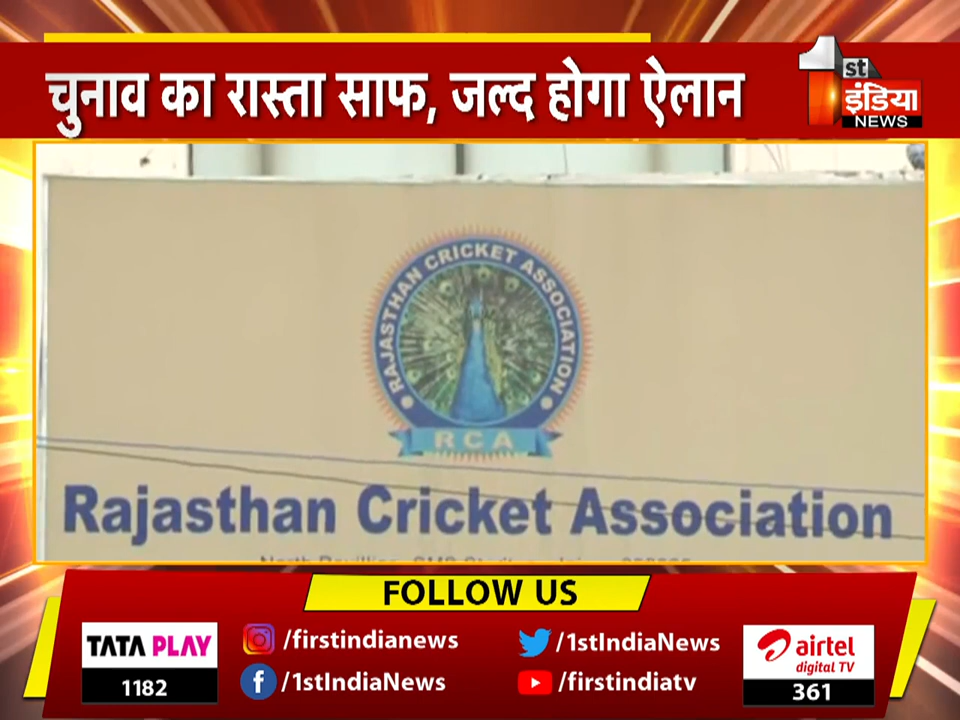 चुनाव का रास्ता साफ, जल्द होगा ऐलान
1st
इंडिया
NEWS
RAJASTHAN CRICKET ASSOCIATION
RCA
Rajasthan Cricket Association
FOLLOW US
TATA PLAY
1182
/firstindianews
/1stIndiaNews
/1stIndiaNews
/firstindiatv
airtel
digital TV
361